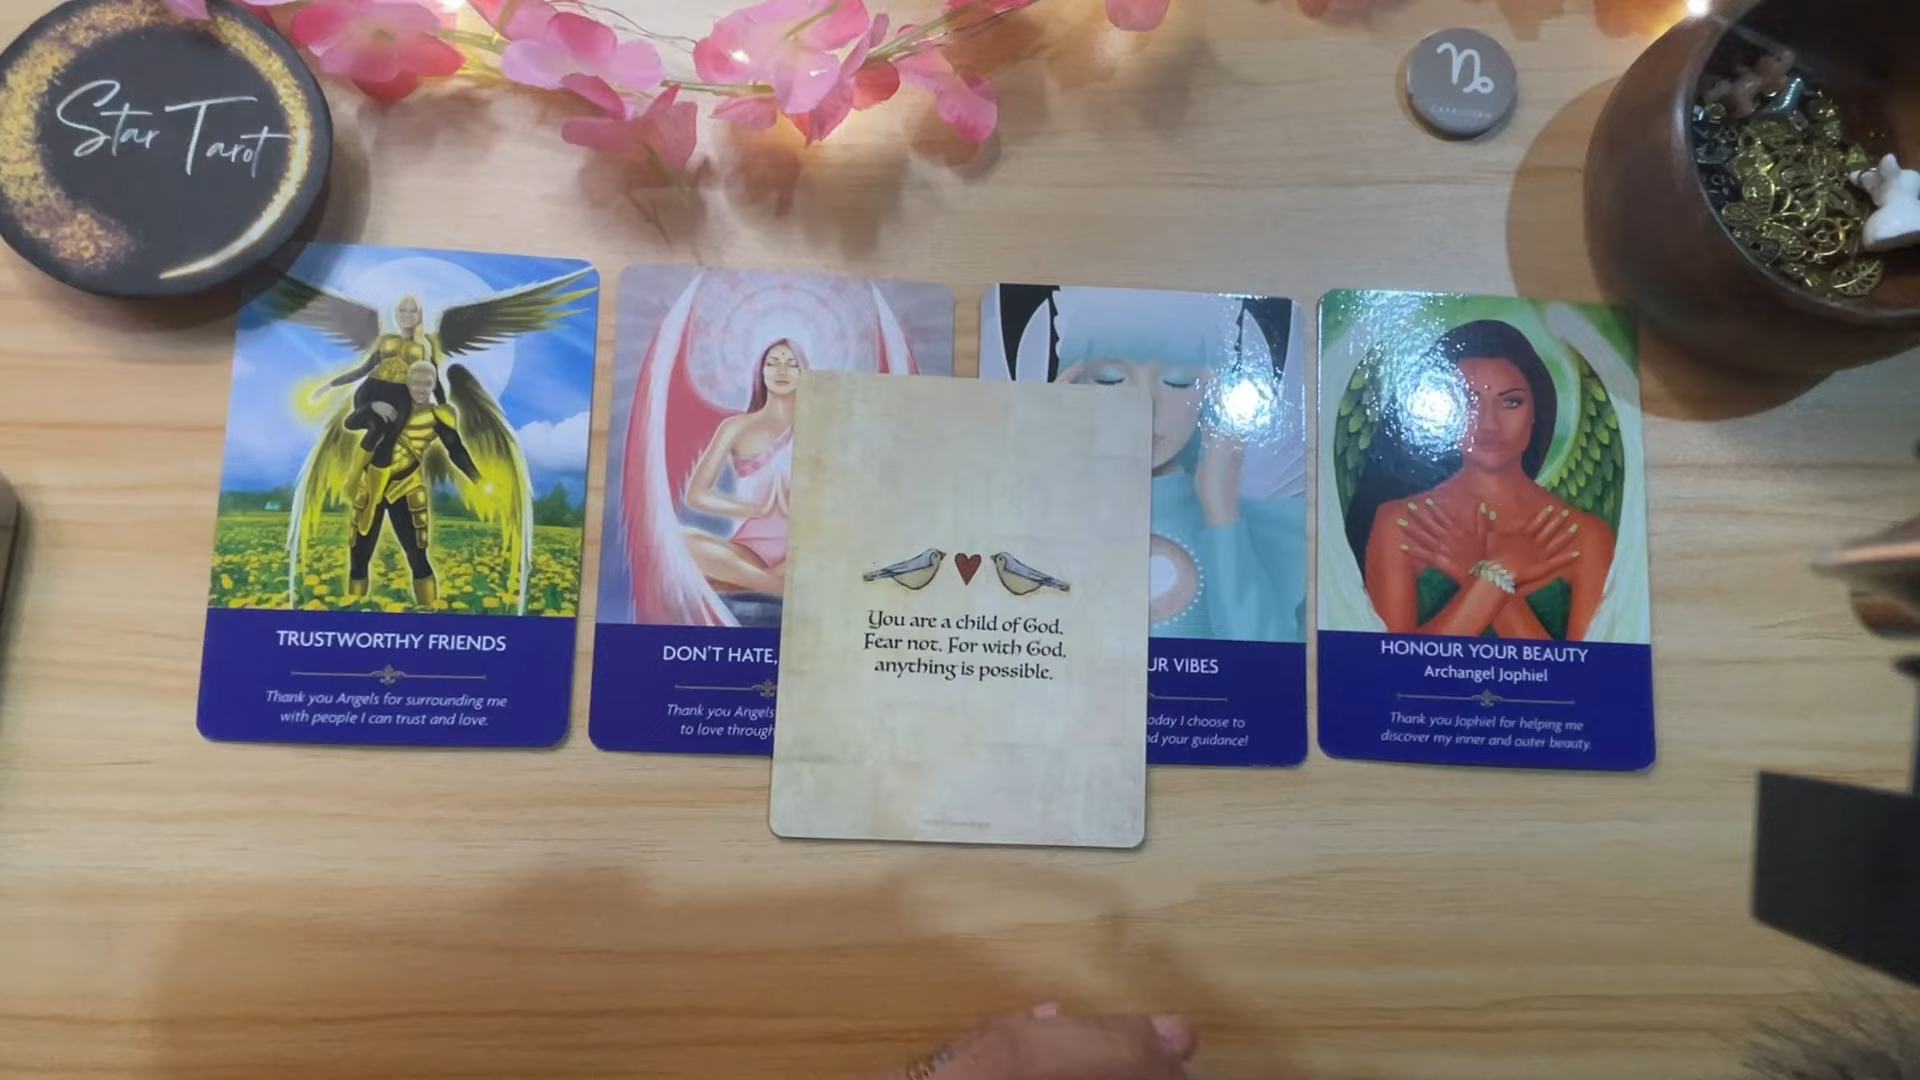 Star Tarot
CAPRICORN
TRUSTWORTHY FRIENDS
Thank you Angels for surrounding me
with people I can trust and love.
DON'T HATE,
Thank you Angels
to love through
You are a child of God.
Fear not. For with God,
anything is possible.
UR VIBES
oday I choose to
nd your guidance!
HONOUR YOUR BEAUTY
Archangel Jophiel
Thank you Jophiel for helping me
discover my inner and outer beauty.